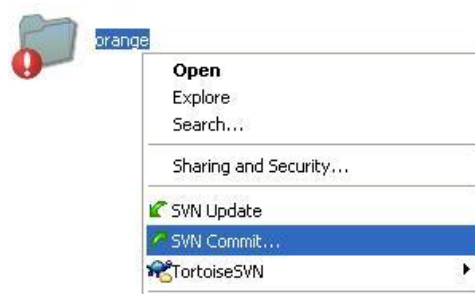 orange
Open
Explore
Search...
Sharing and Security...
SVN Update
SVN Commit...
TortoiseSVN